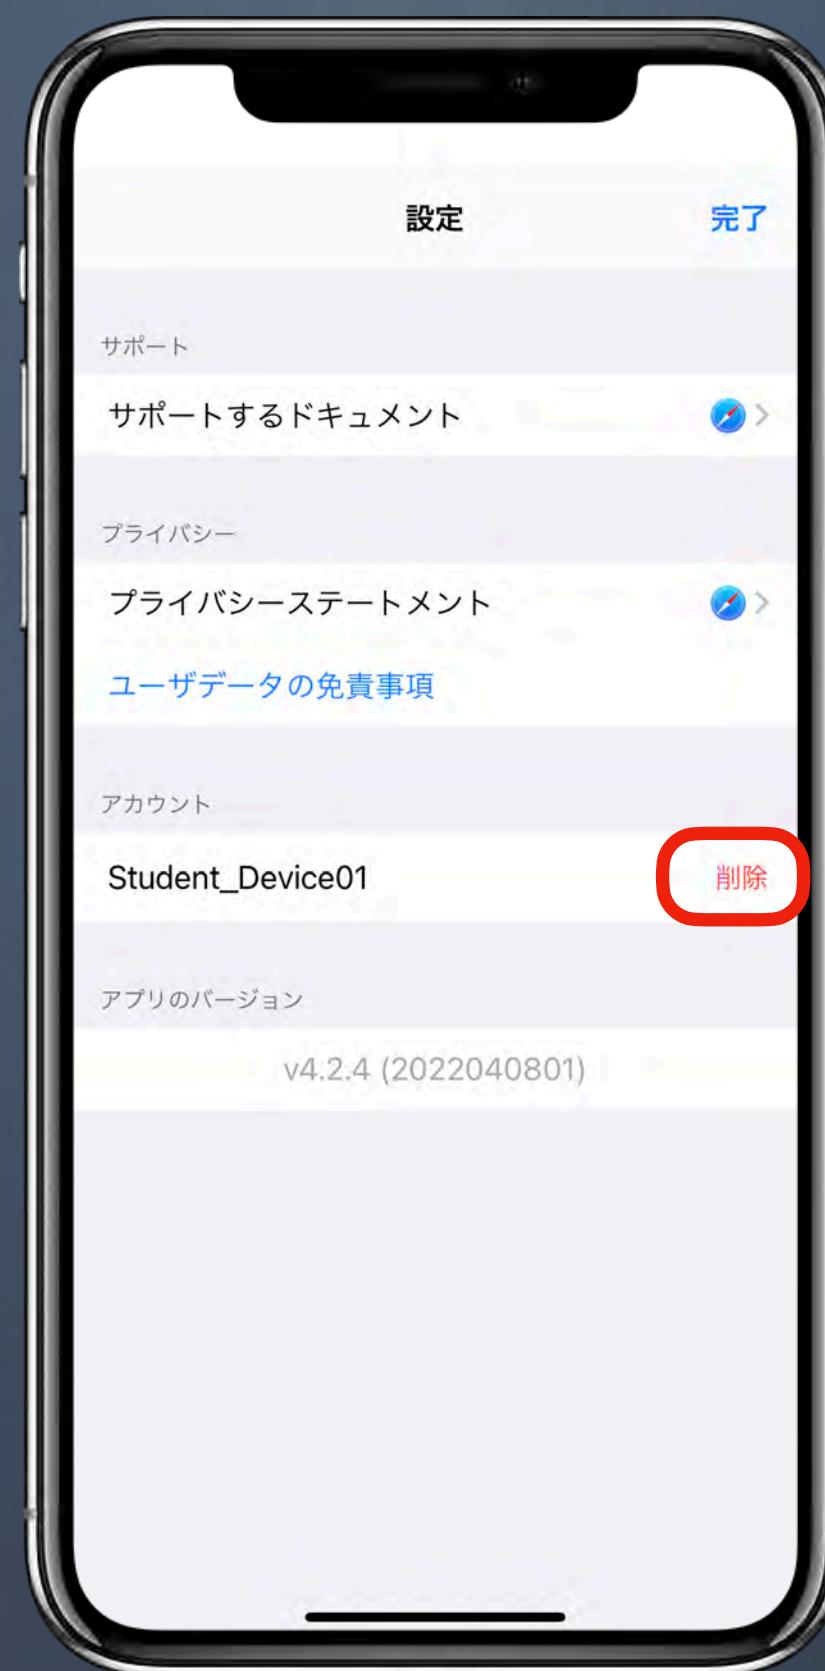 設定
完了
サポート
サポートするドキュメント
プライバシー
プライバシーステートメント
ユーザデータの免責事項
アカウント
Student_Device01
削除
アプリのバージョン
v4.2.4 (2022040801)